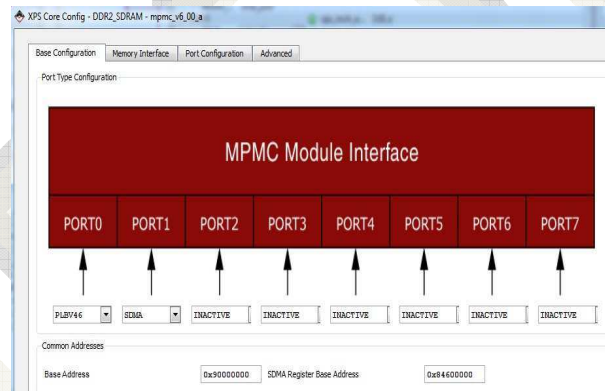 XPS Core Config - DDR2_SDRAM - mpmc_v6_00_a
Base Configuration Memory Interface Port Configuration Advanced
Port Type Configuration
MPMC Module Interface
PORT0 PORT1 PORT2 PORT3 PORT4 PORT5 PORT6 PORT7
PLBV46 SDMA INACTIVE INACTIVE INACTIVE INACTIVE INACTIVE INACTIVE
Common Addresses
Base Address 0x90000000 SDMA Register Base Address 0x84600000